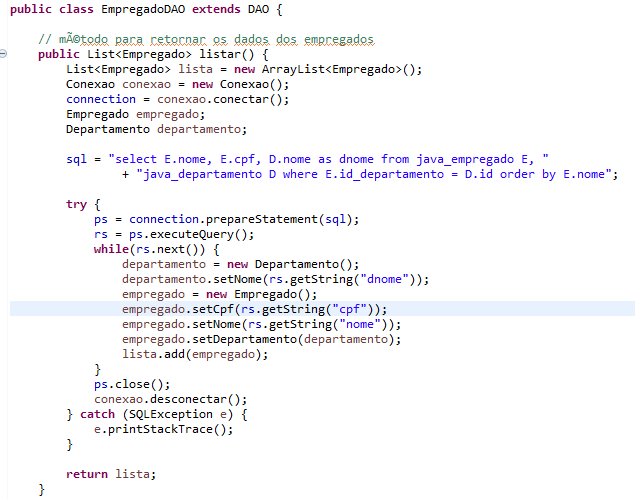 public class EmpregadoDAO extends DAO {
// mÃ©todo para retornar os dados dos empregados
public List<Empregado> listar() {
List<Empregado> lista = new ArrayList<Empregado>();
Conexao conexao = new Conexao();
connection = conexao.conectar();
Empregado empregado;
Departamento departamento;
sql = "select E.nome, E.cpf, D.nome as dnome from java_empregado E, "
+ "java_departamento D where E.id_departamento = D.id order by E.nome";
try {
ps = connection.prepareStatement(sql);
rs = ps.executeQuery();
while(rs.next()) {
departamento = new Departamento();
departamento.setNome(rs.getString("dnome"));
empregado = new Empregado();
empregado.setCpf(rs.getString("cpf"));
empregado.setNome(rs.getString("nome"));
empregado.setDepartamento(departamento);
lista.add(empregado);
}
ps.close();
conexao.desconectar();
} catch (SQLException e) {
e.printStackTrace();
}
return lista;
}